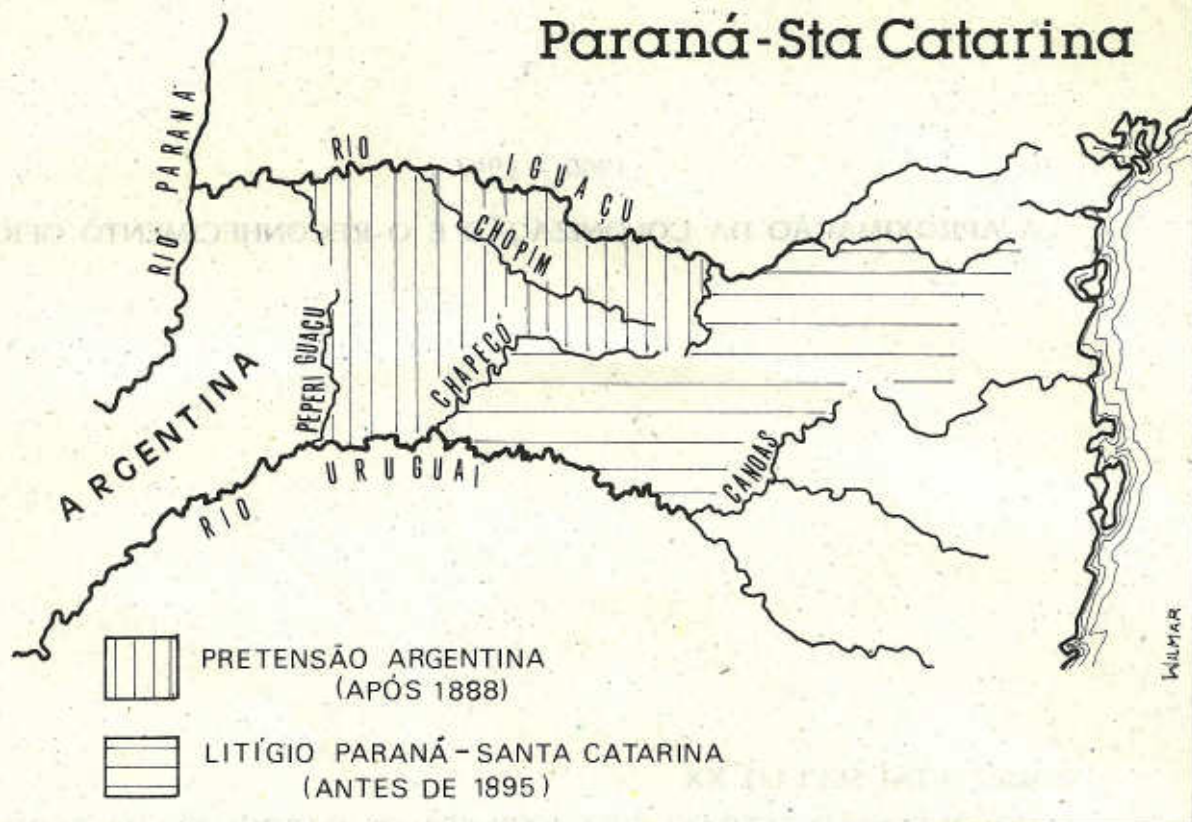 Paraná-Sta Catarina
RIO PARANÁ
RIO IGUAÇU
CHOPIM
CHAPECÓ
PEPERI GUAÇU
ARGENTINA
RIO URUGUAI
CANOAS
WILMAR
PRETENSÃO ARGENTINA
(APÓS 1888)
LITÍGIO PARANÁ-SANTA CATARINA
(ANTES DE 1895)